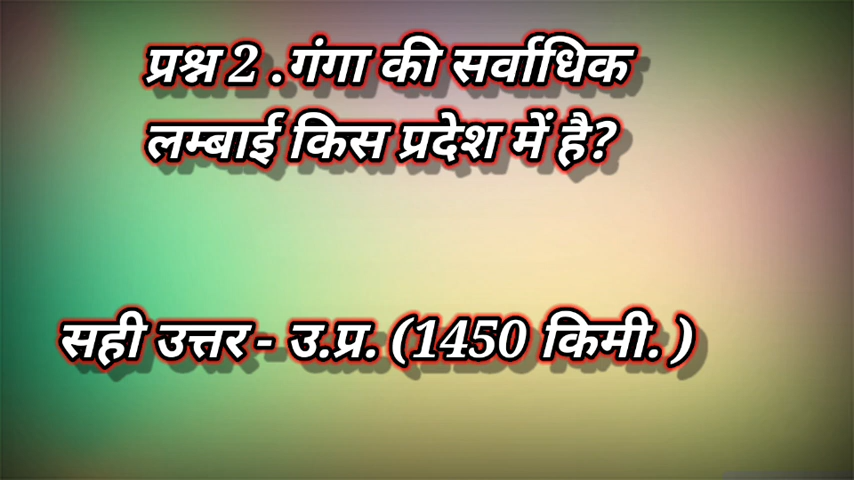 प्रश्न 2 .गंगा की सर्वाधिक
लम्बाई किस प्रदेश में है?
सही उत्तर - उ.प्र. (1450 किमी. )